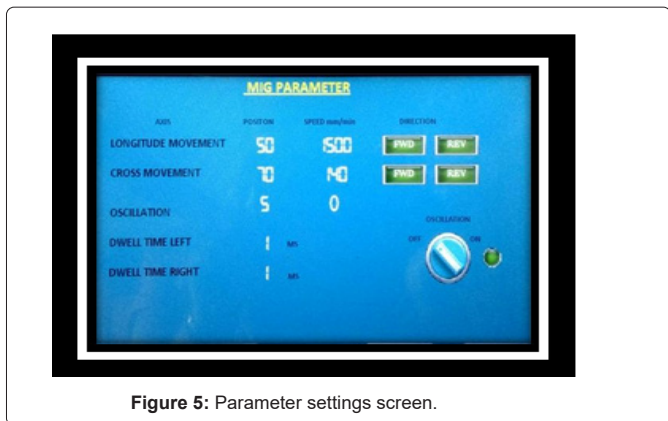 MIG PARAMETER
AXIS POSITION SPEED mm/min DIRECTION
LONGITUDE MOVEMENT 50 1500 FWD REV
CROSS MOVEMENT 70 140 FWD REV
OSCILLATION 5 0
OSCILLATION
OFF ON
DWELL TIME LEFT 1 MS
DWELL TIME RIGHT 1 MS
Figure 5: Parameter settings screen.